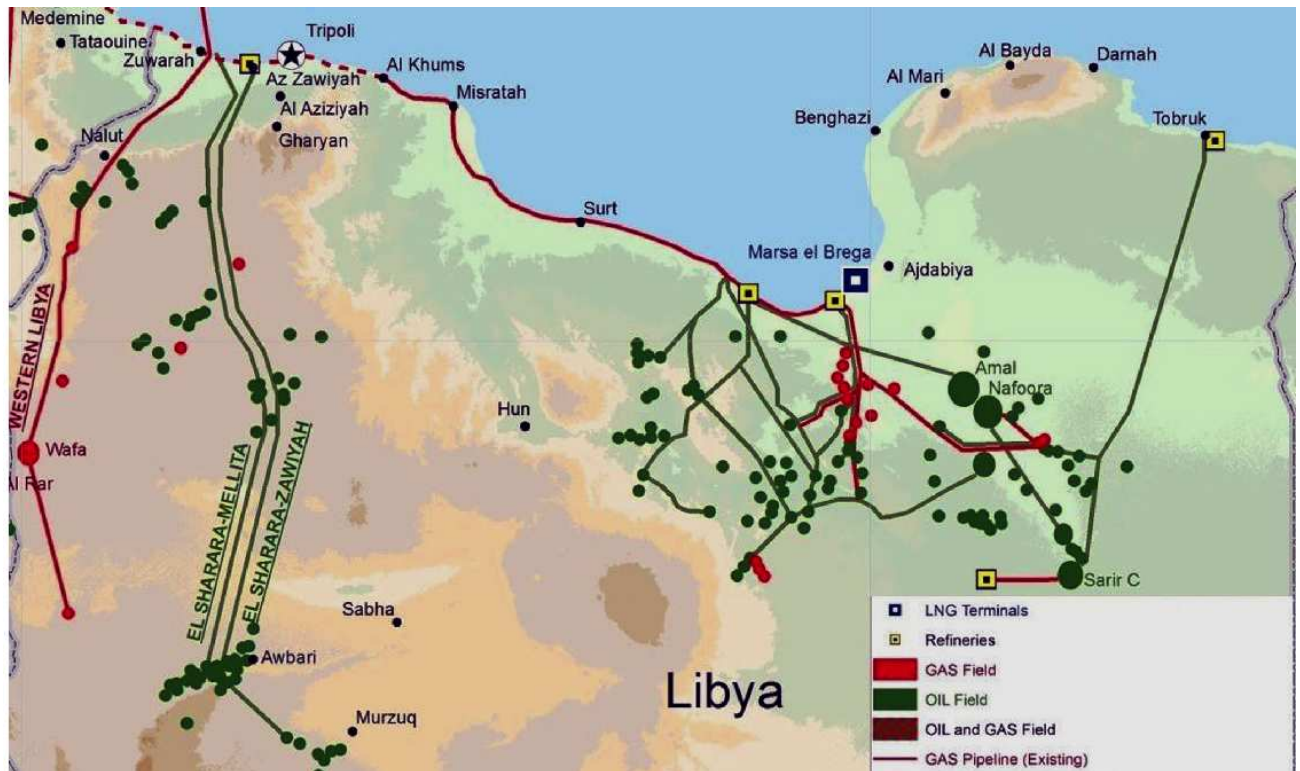 Medemine
Tataouine
Zuwarah
Tripoli
Az Zawiyah
Al Khums
Al Aziziyah
Misratah
Gharyan
Nalut
Al Bayda
Darnah
Al Mari
Benghazi
Tobruk
Surt
Marsa el Brega
Ajdabiya
WESTERN LIBYA
Wafa
Al Rar
Hun
Amal
Nafoora
EL SHARARA-MELLITA
EL SHARARA-ZAWIYAH
Sarir C
Sabha
Awbari
Murzuq
Libya
LNG Terminals
Refineries
GAS Field
OIL Field
OIL and GAS Field
GAS Pipeline (Existing)